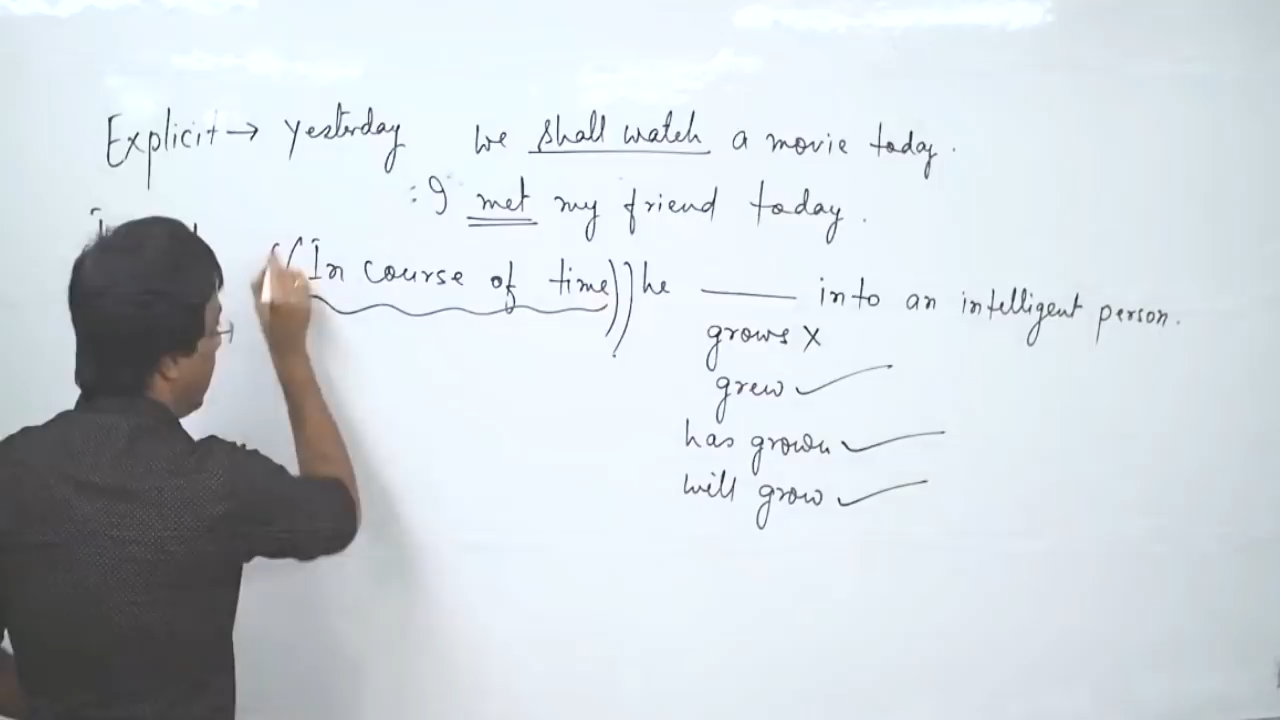 Explicit → yesterday we shall watch a movie today.
: I met my friend today.
((In course of time)) he ——— into an intelligent person.
grows x
grew ✓
has grown ✓
will grow ✓